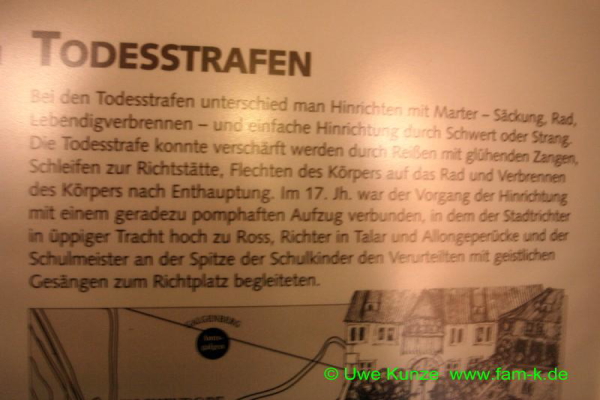 TODESSTRAFEN
Bei den Todesstrafen unterschied man Hinrichten mit Marter – Säckung, Rad,
Lebendigverbrennen – und einfache Hinrichtung durch Schwert oder Strang.
Die Todesstrafe konnte verschärft werden durch Reißen mit glühenden Zangen,
Schleifen zur Richtstätte, Flechten des Körpers auf das Rad und Verbrennen
des Körpers nach Enthauptung. Im 17. Jh. war der Vorgang der Hinrichtung
mit einem geradezu pomphaften Aufzug verbunden, in dem der Stadtrichter
in üppiger Tracht hoch zu Ross, Richter in Talar und Allongeperücke und der
Schulmeister an der Spitze der Schulkinder den Verurteilten mit geistlichen
Gesängen zum Richtplatz begleiteten.
© Uwe Kunze www.fam-k.de